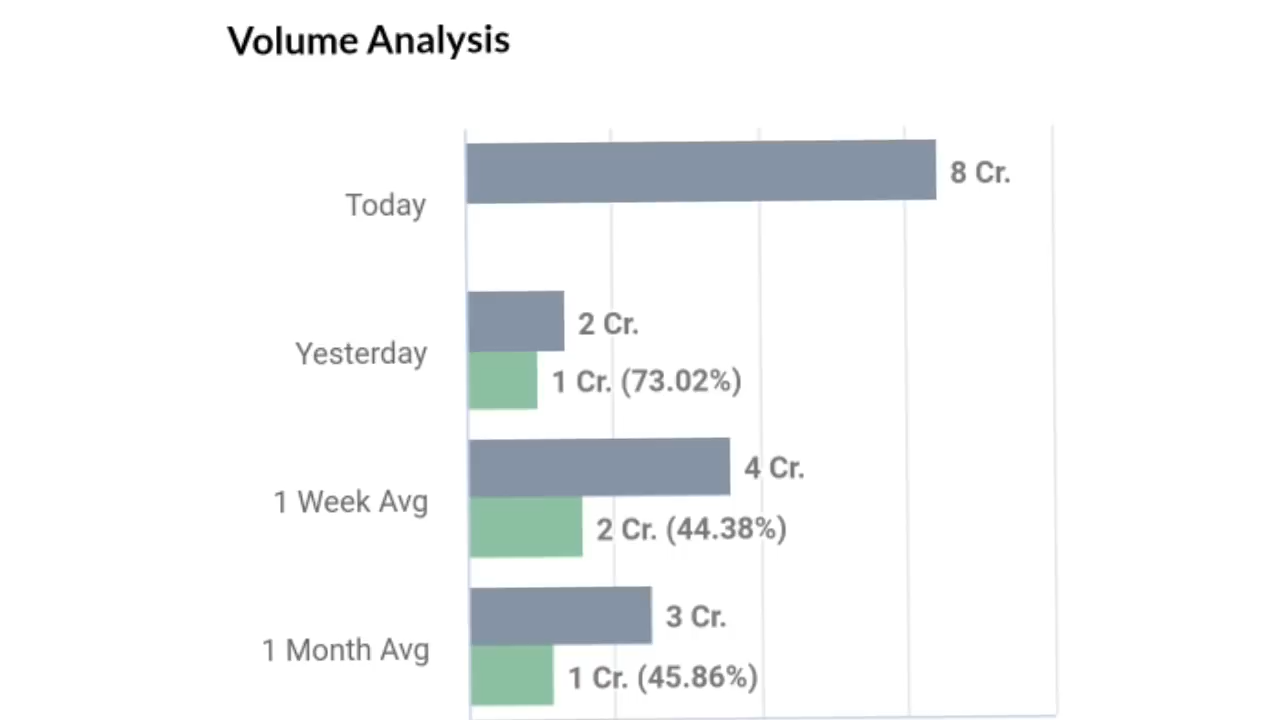 Volume Analysis
Today
8 Cr.
Yesterday
2 Cr.
1 Cr. (73.02%)
1 Week Avg
4 Cr.
2 Cr. (44.38%)
1 Month Avg
3 Cr.
1 Cr. (45.86%)